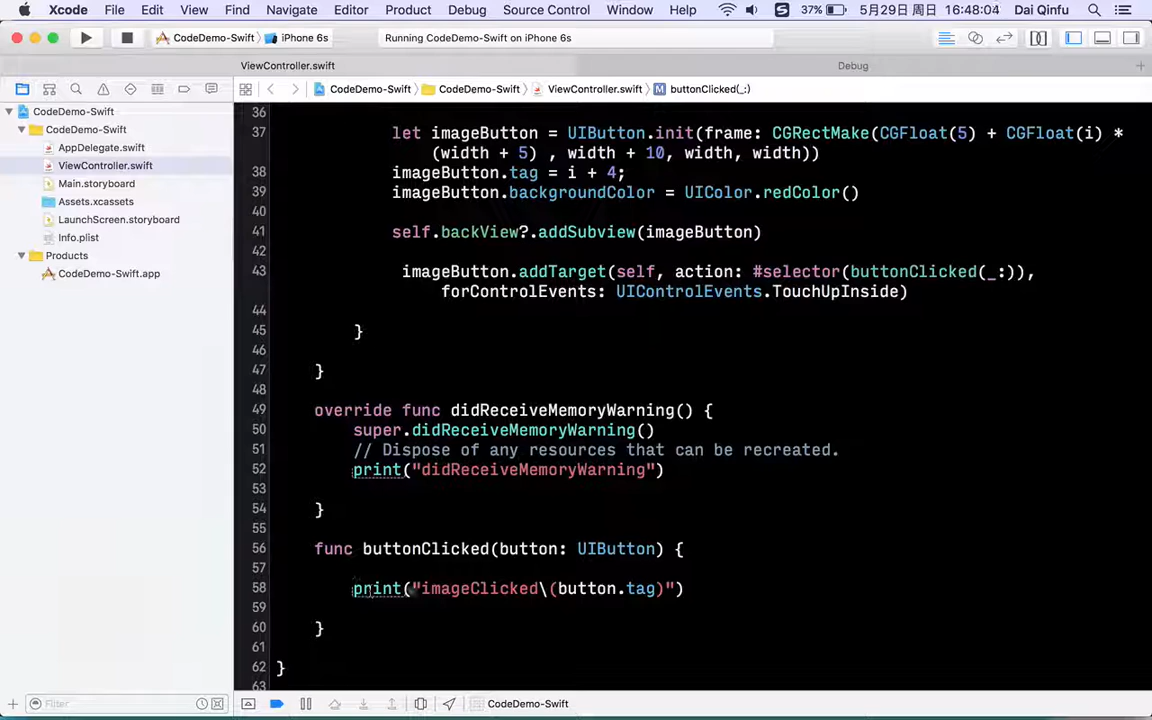 Xcode File Edit View Find Navigate Editor Product Debug Source Control Window Help 37% 5月29日 周日 16:48:04 Dai Qinfu
CodeDemo-Swift iPhone 6s Running CodeDemo-Swift on iPhone 6s
ViewController.swift Debug
CodeDemo-Swift CodeDemo-Swift ViewController.swift M buttonClicked(_:)
CodeDemo-Swift
CodeDemo-Swift
AppDelegate.swift
ViewController.swift
Main.storyboard
Assets.xcassets
LaunchScreen.storyboard
Info.plist
Products
CodeDemo-Swift.app
Filter
36
37 let imageButton = UIButton.init(frame: CGRectMake(CGFloat(5) + CGFloat(i) *
(width + 5) , width + 10, width, width))
38 imageButton.tag = i + 4;
39 imageButton.backgroundColor = UIColor.redColor()
40
41 self.backView?.addSubview(imageButton)
42
43 imageButton.addTarget(self, action: #selector(buttonClicked(_:)),
forControlEvents: UIControlEvents.TouchUpInside)
44
45 }
46
47 }
48
49 override func didReceiveMemoryWarning() {
50 super.didReceiveMemoryWarning()
51 // Dispose of any resources that can be recreated.
52 print("didReceiveMemoryWarning")
53
54 }
55
56 func buttonClicked(button: UIButton) {
57
58 print("imageClicked\(button.tag)")
59
60 }
61
62 }
63
CodeDemo-Swift